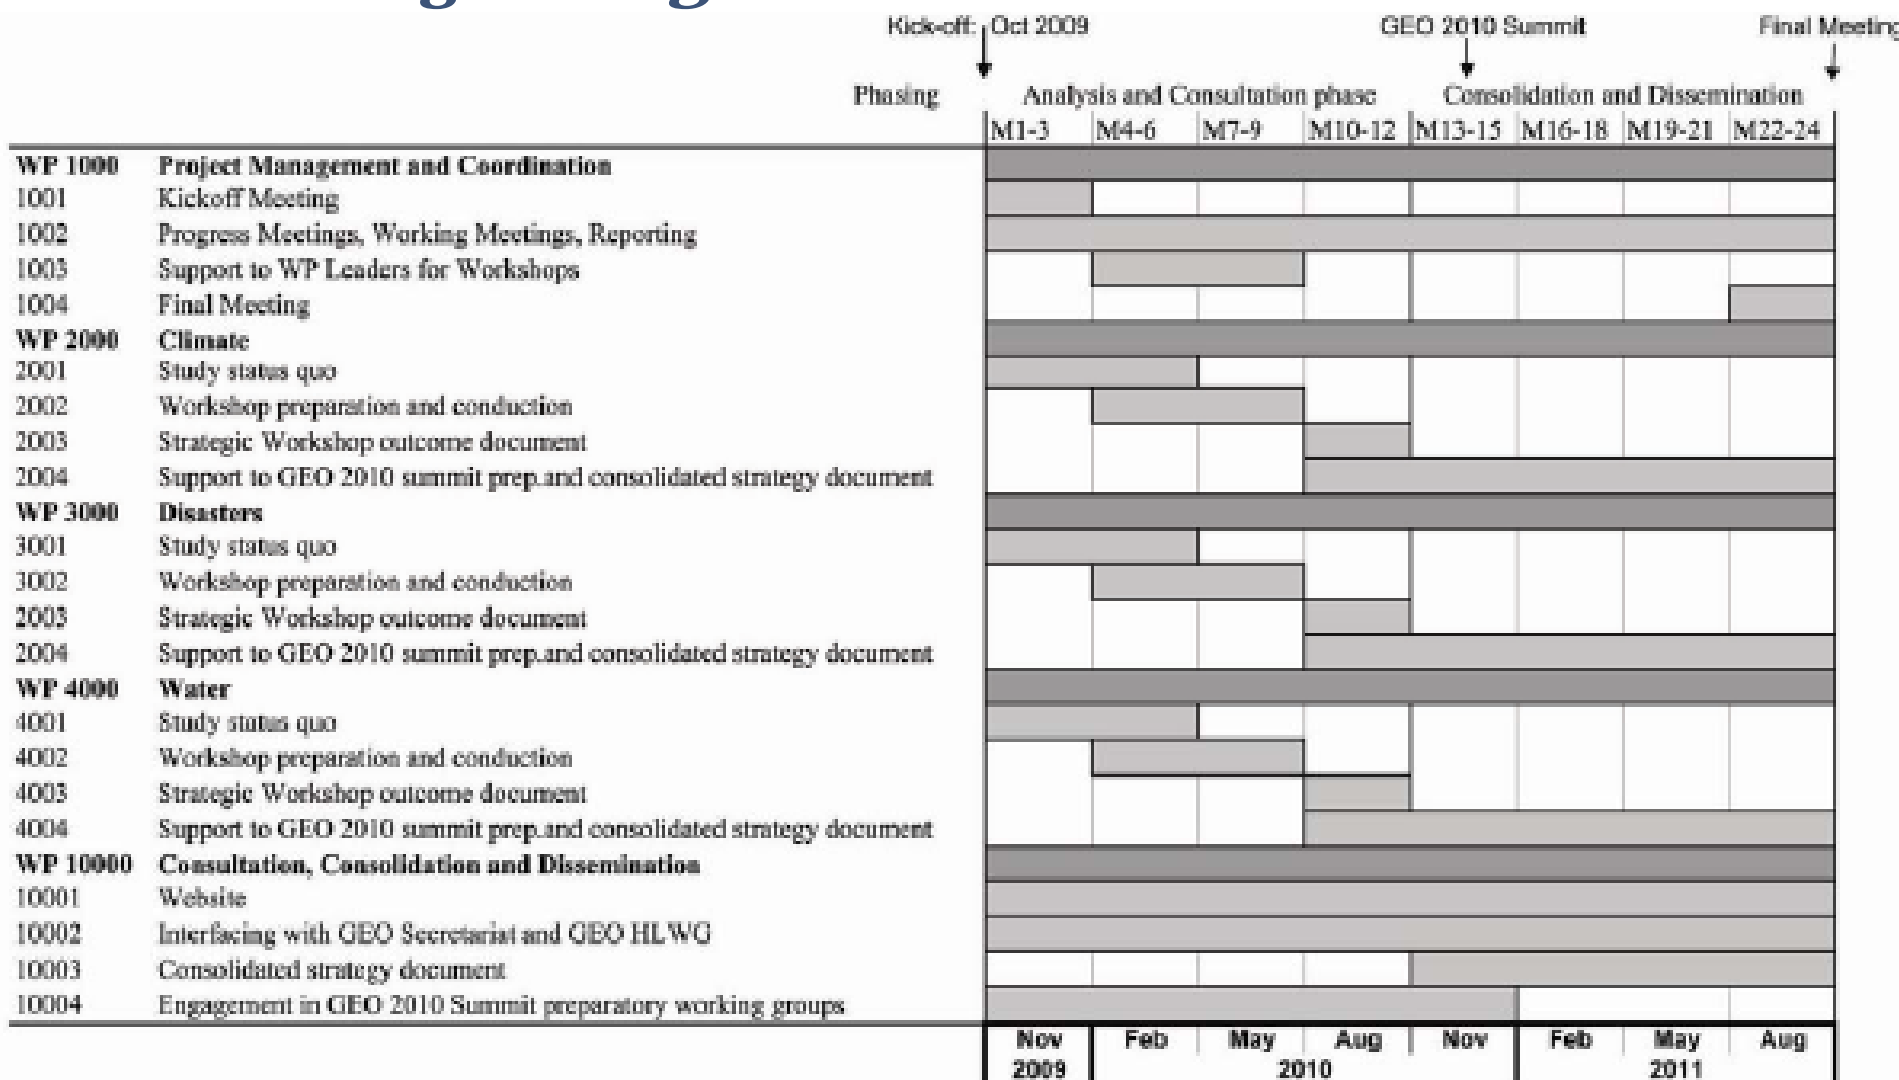 Kick-off: Oct 2009 GEO 2010 Summit Final Meeting
Phasing Analysis and Consultation phase Consolidation and Dissemination
M1-3 M4-6 M7-9 M10-12 M13-15 M16-18 M19-21 M22-24
WP 1000 Project Management and Coordination
1001 Kickoff Meeting
1002 Progress Meetings, Working Meetings, Reporting
1003 Support to WP Leaders for Workshops
1004 Final Meeting
WP 2000 Climate
2001 Study status quo
2002 Workshop preparation and conduction
2003 Strategic Workshop outcome document
2004 Support to GEO 2010 summit prep.and consolidated strategy document
WP 3000 Disasters
3001 Study status quo
3002 Workshop preparation and conduction
2003 Strategic Workshop outcome document
2004 Support to GEO 2010 summit prep.and consolidated strategy document
WP 4000 Water
4001 Study status quo
4002 Workshop preparation and conduction
4003 Strategic Workshop outcome document
4004 Support to GEO 2010 summit prep.and consolidated strategy document
WP 10000 Consultation, Consolidation and Dissemination
10001 Website
10002 Interfacing with GEO Secretariat and GEO HLWG
10003 Consolidated strategy document
10004 Engagement in GEO 2010 Summit preparatory working groups
Nov Feb May Aug Nov Feb May Aug
2009 2010 2011